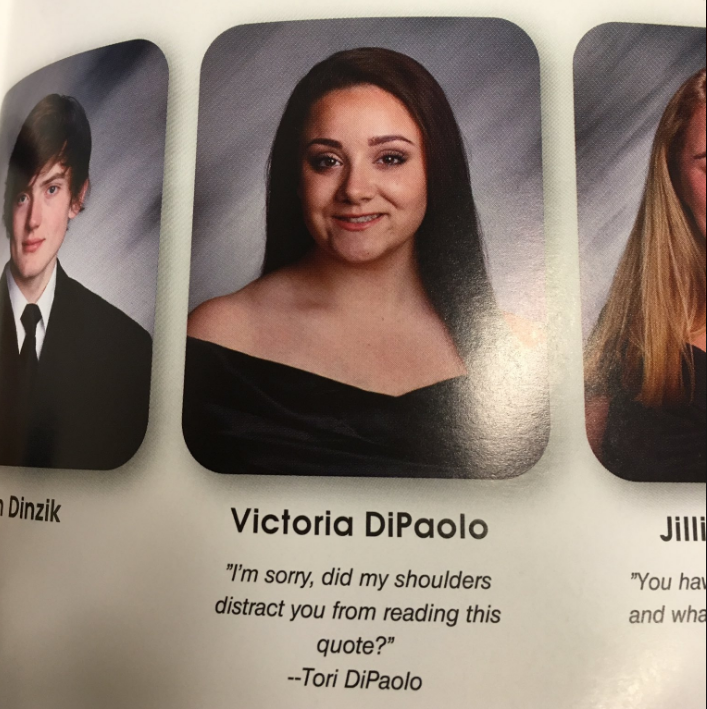 Dinzik
Victoria DiPaolo
"I'm sorry, did my shoulders
distract you from reading this
quote?"
--Tori DiPaolo
Jilli
"You hav
and wha